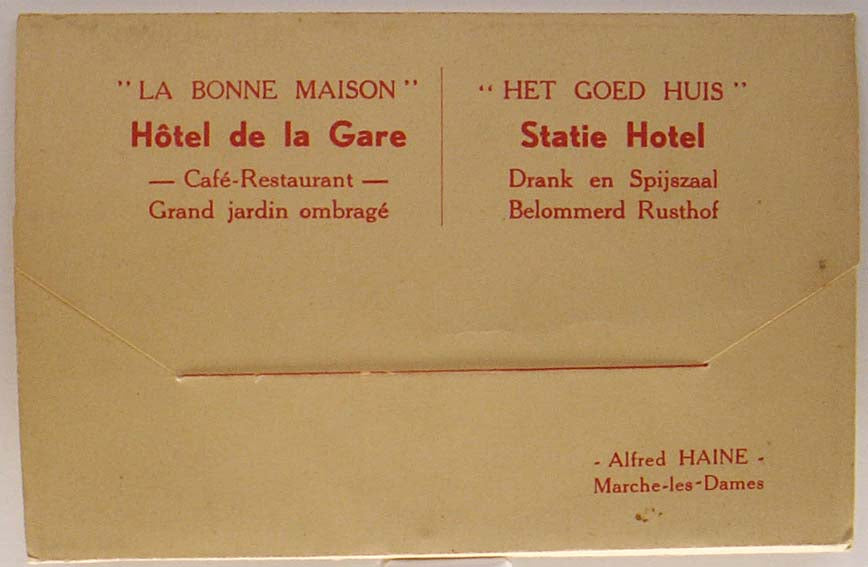 " LA BONNE MAISON "
Hôtel de la Gare
— Café-Restaurant —
Grand jardin ombragé
" HET GOED HUIS "
Statie Hotel
Drank en Spijszaal
Belommerd Rusthof
- Alfred HAINE -
Marche-les-Dames